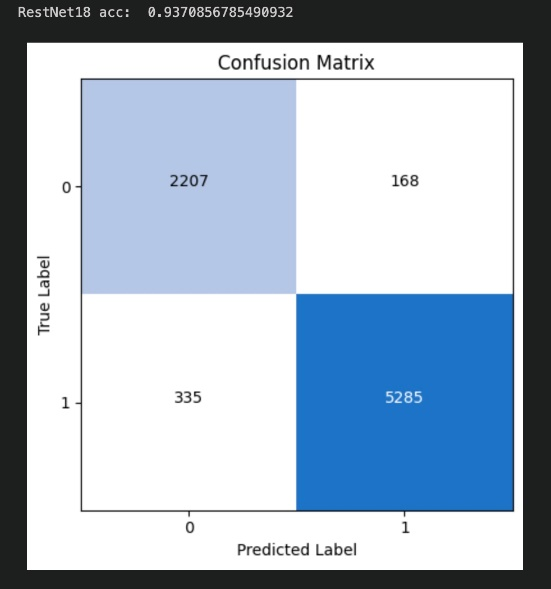 RestNet18 acc:  0.9370856785490932
Confusion Matrix
0
2207
168
True Label
1
335
5285
0
1
Predicted Label